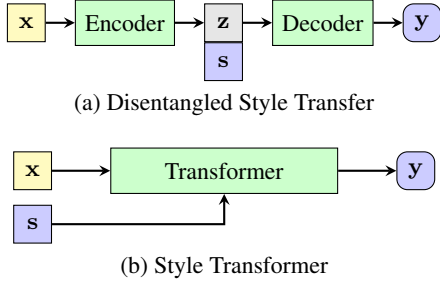 x Encoder z Decoder y
s
(a) Disentangled Style Transfer
x Transformer y
s
(b) Style Transformer